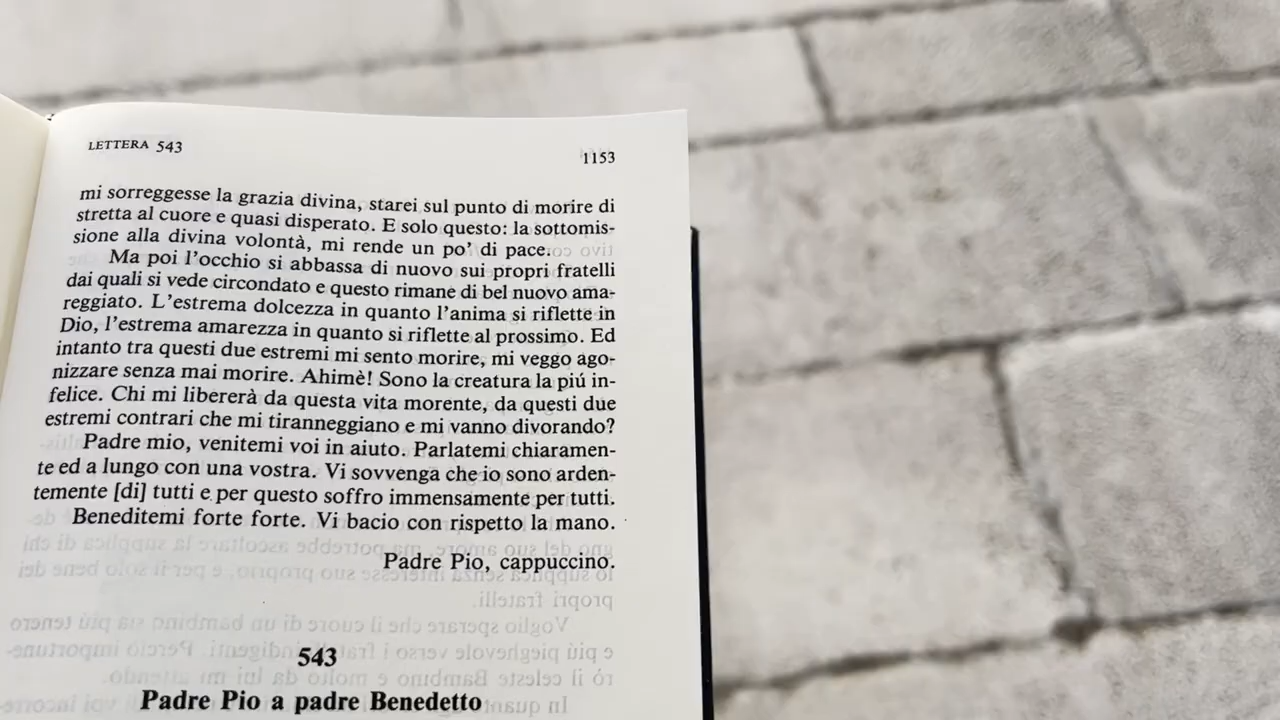 LETTERA 543
1153
mi sorreggesse la grazia divina, starei sul punto di morire di
stretta al cuore e quasi disperato. E solo questo: la sottomis-
sione alla divina volontà, mi rende un po' di pace.
Ma poi l'occhio si abbassa di nuovo sui propri fratelli
dai quali si vede circondato e questo rimane di bel nuovo ama-
reggiato. L'estrema dolcezza in quanto l'anima si riflette in
Dio, l'estrema amarezza in quanto si riflette al prossimo. Ed
intanto tra questi due estremi mi sento morire, mi veggo ago-
nizzare senza mai morire. Ahimè! Sono la creatura la piú in-
felice. Chi mi libererà da questa vita morente, da questi due
estremi contrari che mi tiranneggiano e mi vanno divorando?
Padre mio, venitemi voi in aiuto. Parlatemi chiaramen-
te ed a lungo con una vostra. Vi sovvenga che io sono arden-
temente [di] tutti e per questo soffro immensamente per tutti.
Beneditemi forte forte. Vi bacio con rispetto la mano.
Padre Pio, cappuccino.
543
Padre Pio a padre Benedetto